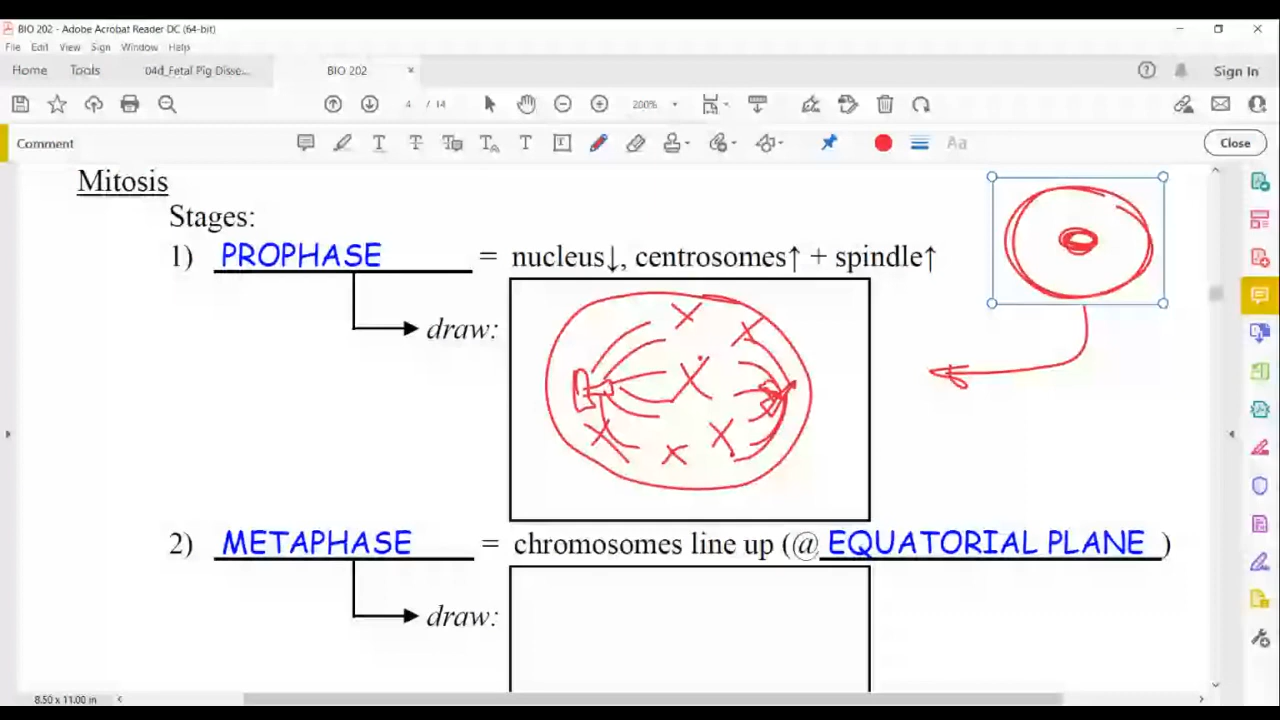 BIO 202 - Adobe Acrobat Reader DC (64-bit)
File Edit View Sign Window Help
Home Tools 04d_Fetal Pig Disse... BIO 202 × Sign In
4 / 14 200%
Comment Close
Mitosis
Stages:
1) PROPHASE = nucleus↓, centrosomes↑ + spindle↑
draw:
2) METAPHASE = chromosomes line up (@ EQUATORIAL PLANE )
draw:
8.50 x 11.00 in